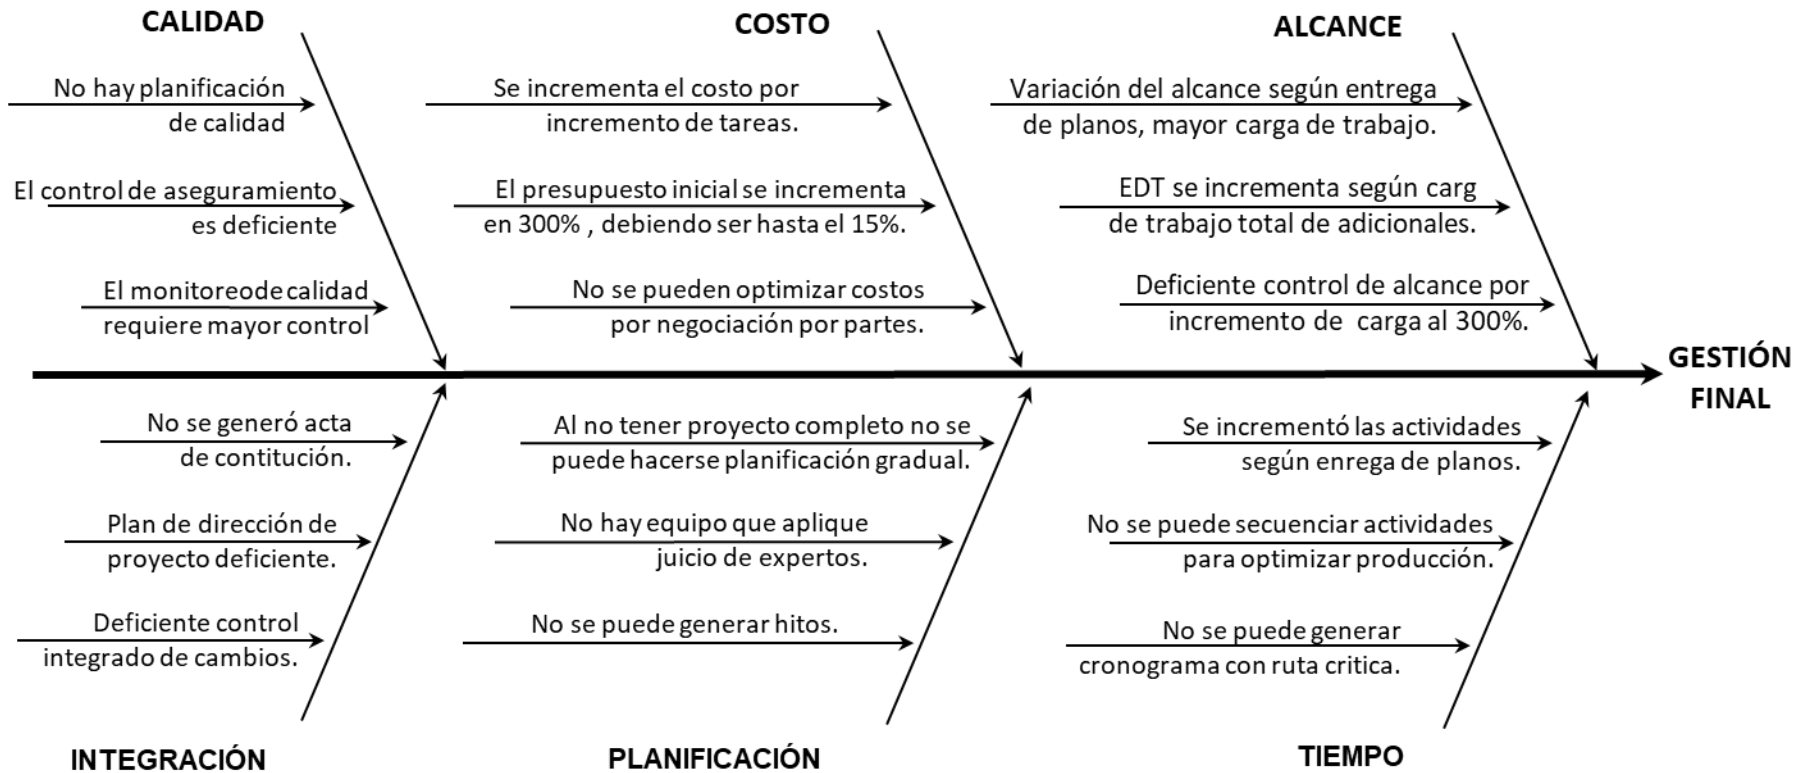 CALIDAD
No hay planificación
de calidad
El control de aseguramiento
es deficiente
El monitoreo de calidad
requiere mayor control
COSTO
Se incrementa el costo por
incremento de tareas.
El presupuesto inicial se incrementa
en 300% , debiendo ser hasta el 15%.
No se pueden optimizar costos
por negociación por partes.
ALCANCE
Variación del alcance según entrega
de planos, mayor carga de trabajo.
EDT se incrementa según carg
de trabajo total de adicionales.
Deficiente control de alcance por
incremento de carga al 300%.
GESTIÓN
FINAL
No se generó acta
de contitución.
Plan de dirección de
proyecto deficiente.
Deficiente control
integrado de cambios.
INTEGRACIÓN
Al no tener proyecto completo no se
puede hacerse planificación gradual.
No hay equipo que aplique
juicio de expertos.
No se puede generar hitos.
PLANIFICACIÓN
Se incrementó las actividades
según enrega de planos.
No se puede secuenciar actividades
para optimizar producción.
No se puede generar
cronograma con ruta critica.
TIEMPO